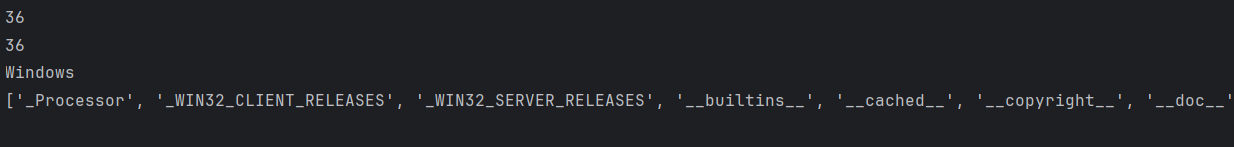 36
36
Windows
['_Processor', '_WIN32_CLIENT_RELEASES', '_WIN32_SERVER_RELEASES', '__builtins__', '__cached__', '__copyright__', '__doc__'